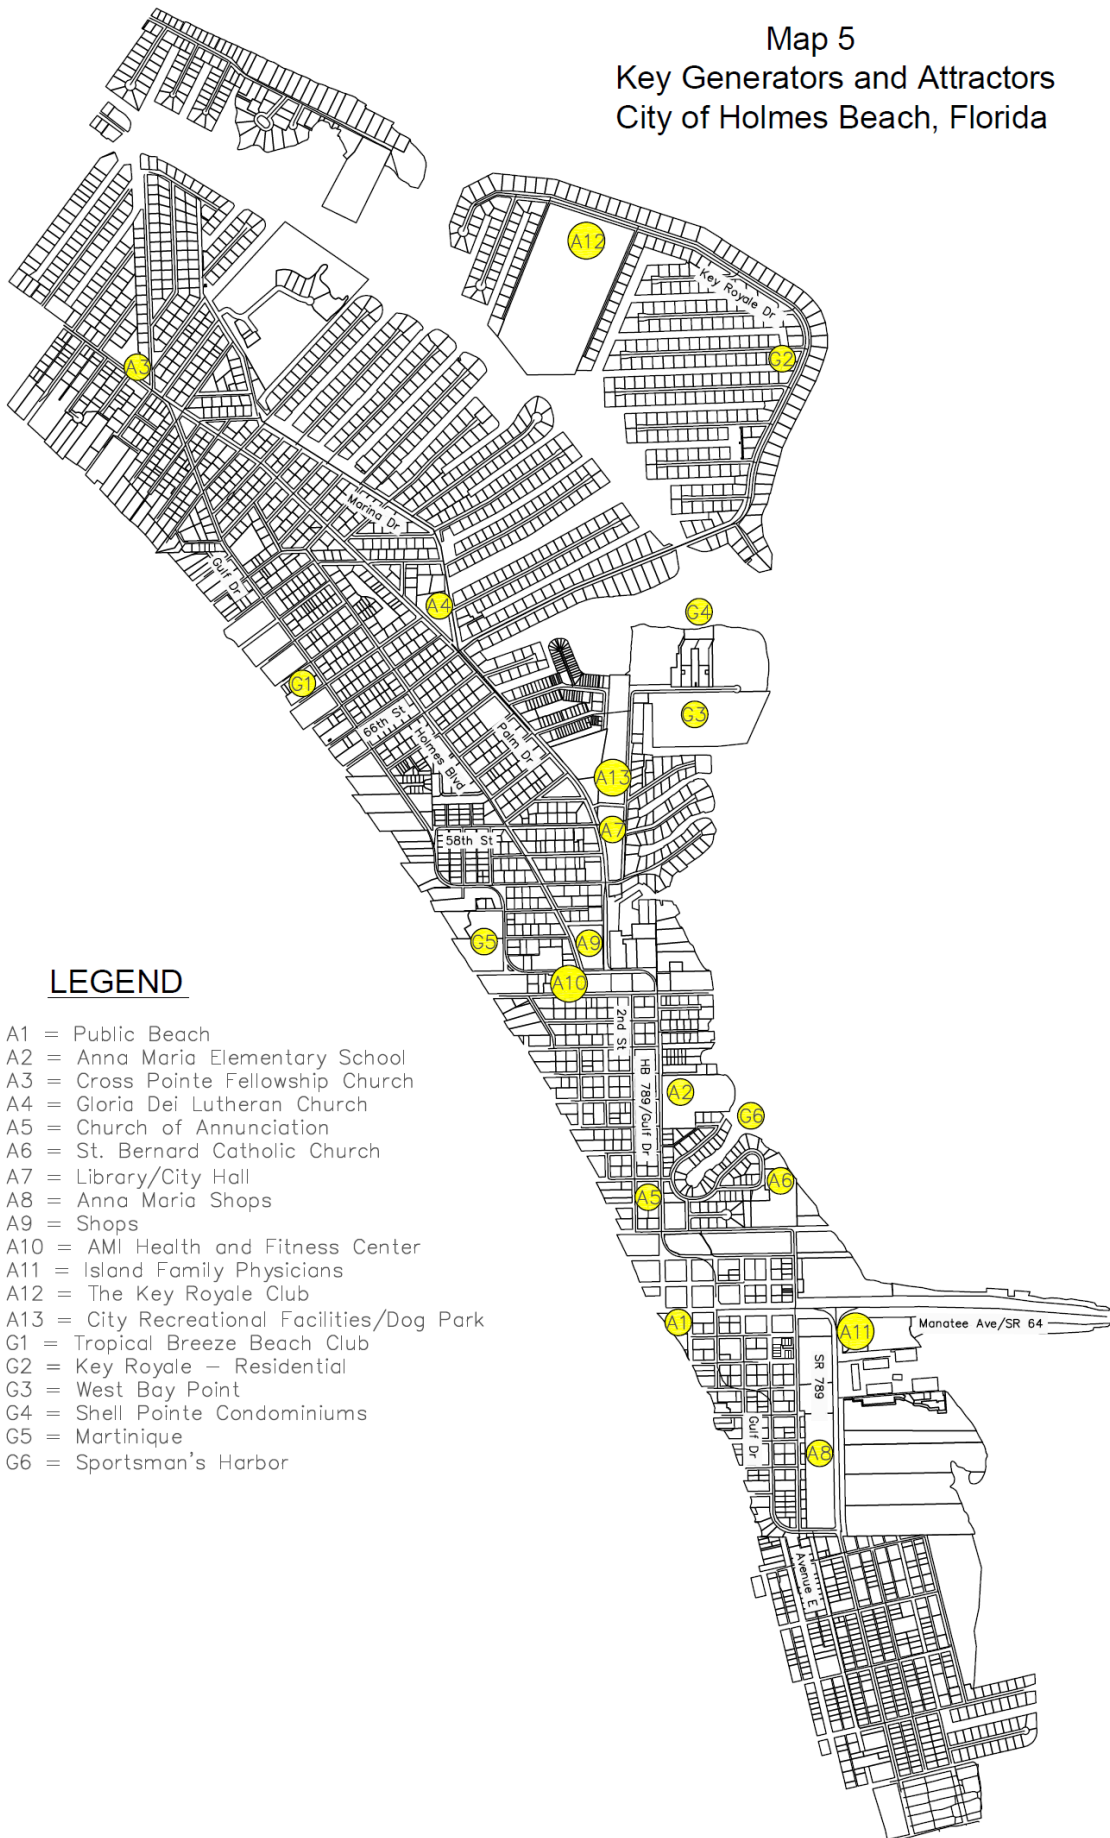 Map 5
Key Generators and Attractors
City of Holmes Beach, Florida
A12
Key Royale Dr
G2
A3
Marina Dr
Gulf Dr
A4
G4
G1
G3
66th St
Holmes Blvd
Palm Dr
A13
A7
58th St
G5
A9
A10
2nd St
HB 789/Gulf Dr
A2
G6
A6
A5
A1
A11
Manatee Ave/SR 64
SR 789
Gulf Dr
A8
Avenue E
LEGEND
A1 = Public Beach
A2 = Anna Maria Elementary School
A3 = Cross Pointe Fellowship Church
A4 = Gloria Dei Lutheran Church
A5 = Church of Annunciation
A6 = St. Bernard Catholic Church
A7 = Library/City Hall
A8 = Anna Maria Shops
A9 = Shops
A10 = AMI Health and Fitness Center
A11 = Island Family Physicians
A12 = The Key Royale Club
A13 = City Recreational Facilities/Dog Park
G1 = Tropical Breeze Beach Club
G2 = Key Royale – Residential
G3 = West Bay Point
G4 = Shell Pointe Condominiums
G5 = Martinique
G6 = Sportsman's Harbor